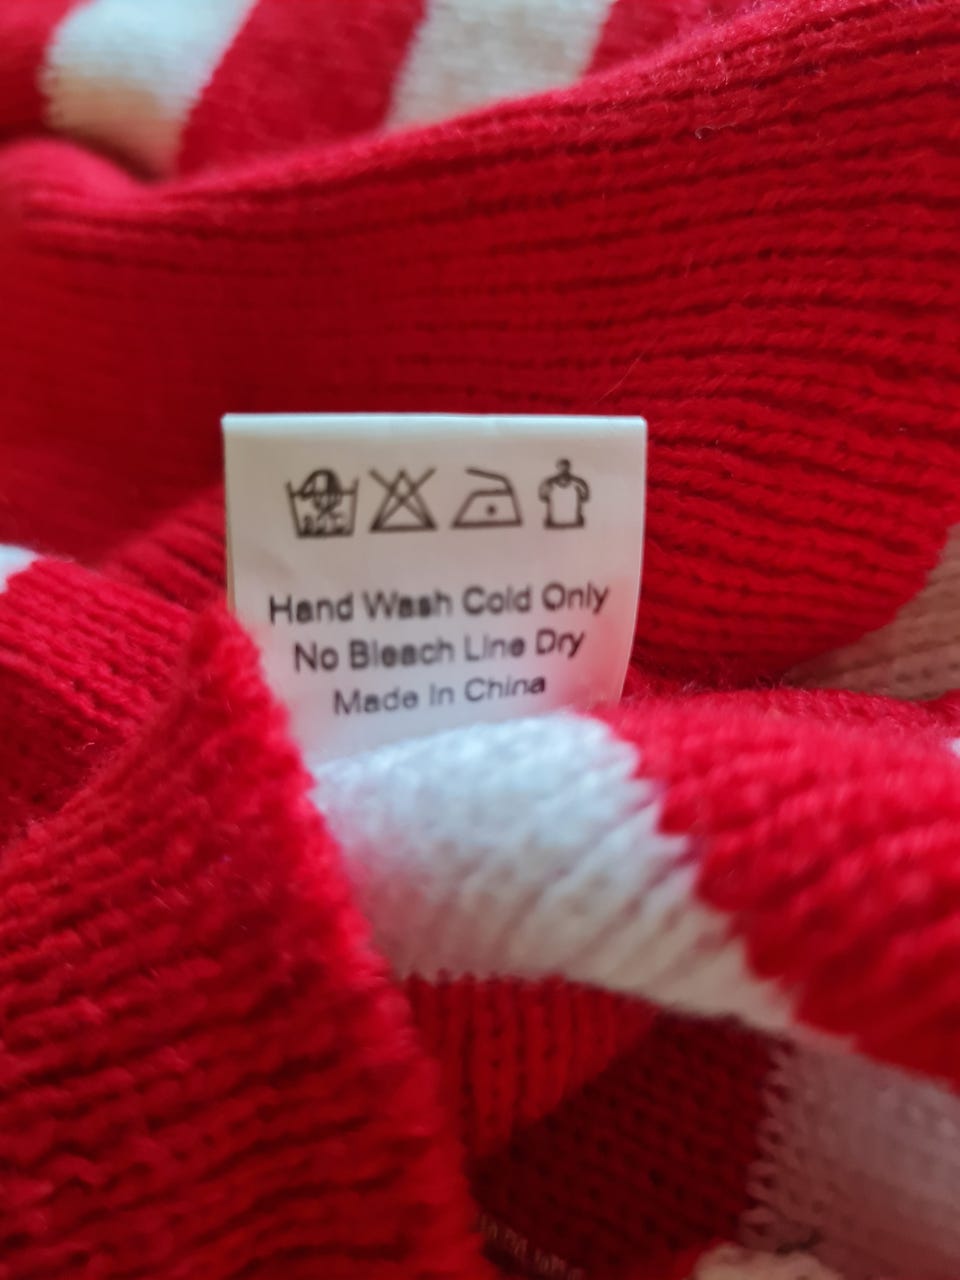 Hand Wash Cold Only
No Bleach Line Dry
Made In China